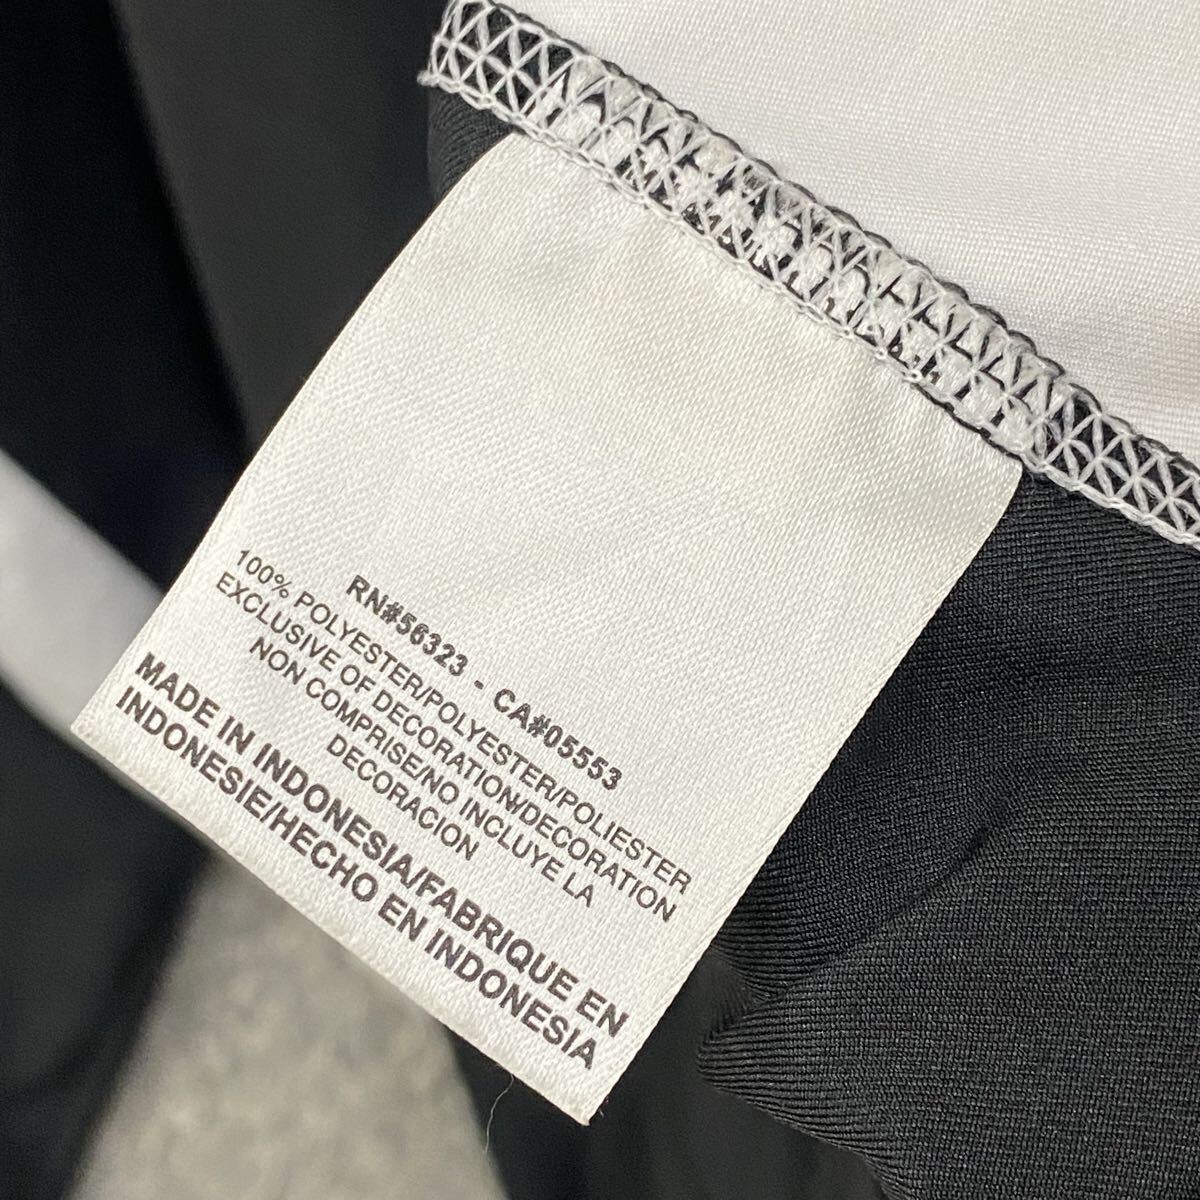 RN#56323 - CA#05553
100% POLYESTER/POLYESTER/POLIESTER
EXCLUSIVE OF DECORATION/DECORATION
NON COMPRISE/NO INCLUYE LA
DECORACION
MADE IN INDONESIA/FABRIQUE EN
INDONESIE/HECHO EN INDONESIA